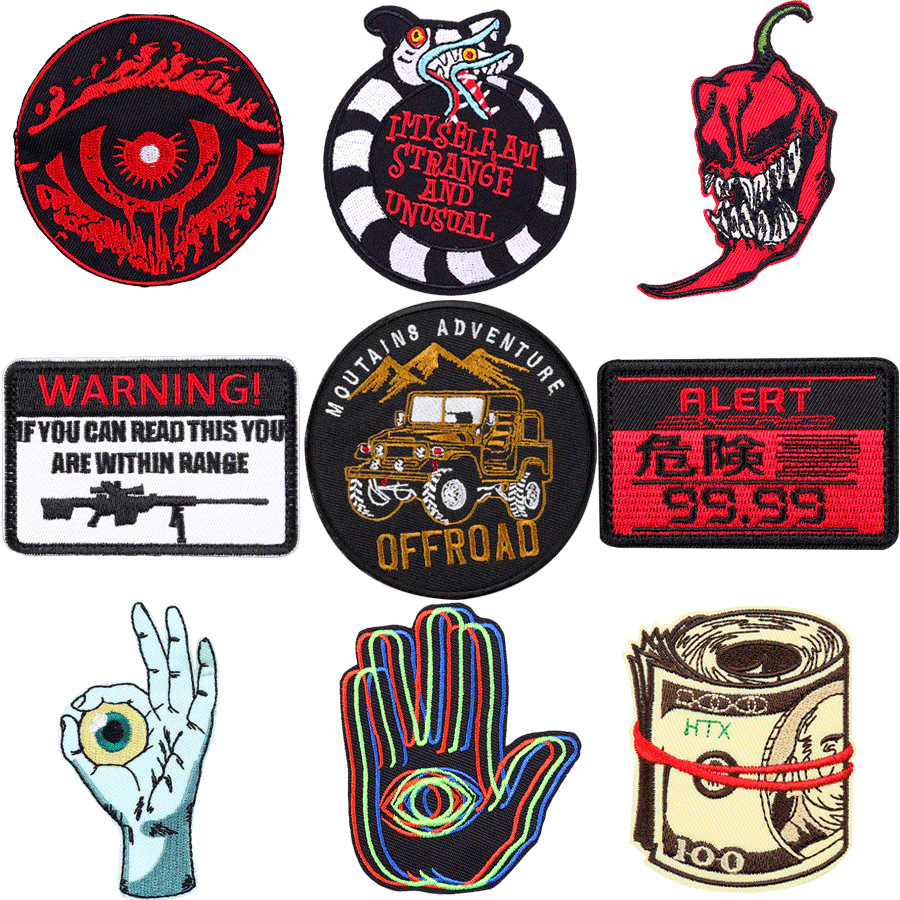 I MYSELF, AM
STRANGE
AND
UNUSUAL
WARNING!
IF YOU CAN READ THIS YOU
ARE WITHIN RANGE
MOUTAINS ADVENTURE
OFFROAD
ALERT
危険
99.99
HTX
100